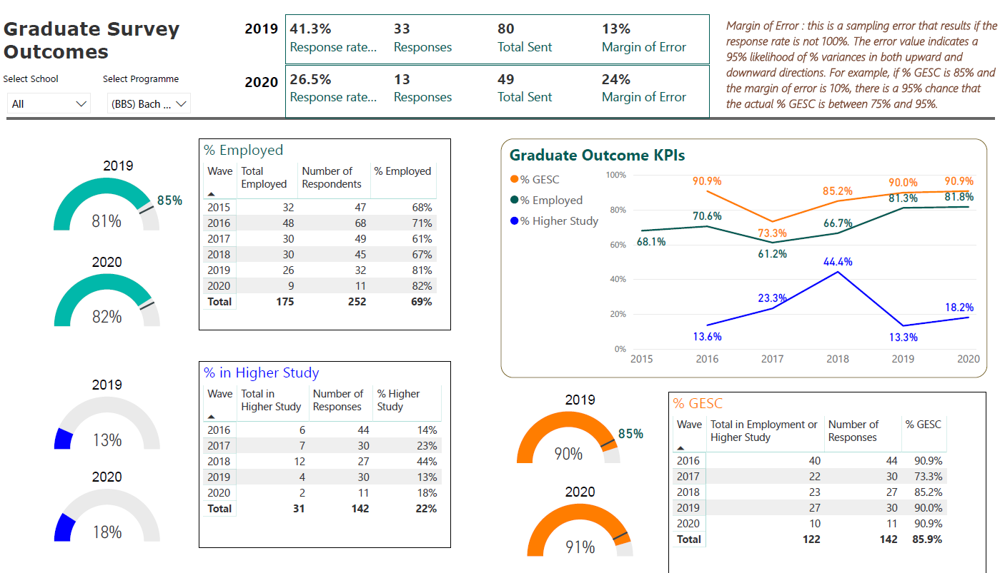 Graduate Survey
Outcomes
Select School
Select Programme
All
(BBS) Bach ...
2019
41.3%
33
80
13%
Response rate...
Responses
Total Sent
Margin of Error
2020
26.5%
13
49
24%
Response rate...
Responses
Total Sent
Margin of Error
Margin of Error : this is a sampling error that results if the
response rate is not 100%. The error value indicates a
95% likelihood of % variances in both upward and
downward directions. For example, if % GESC is 85% and
the margin of error is 10%, there is a 95% chance that
the actual % GESC is between 75% and 95%.
2019
85%
81%
2020
82%
% Employed
Wave Total Employed Number of Respondents % Employed
2015 32 47 68%
2016 48 68 71%
2017 30 49 61%
2018 30 45 67%
2019 26 32 81%
2020 9 11 82%
Total 175 252 69%
Graduate Outcome KPIs
% GESC
% Employed
% Higher Study
100%
80%
60%
40%
20%
0%
90.9%
73.3%
85.2%
90.0%
90.9%
68.1%
70.6%
61.2%
66.7%
81.3%
81.8%
13.6%
23.3%
44.4%
13.3%
18.2%
2015 2016 2017 2018 2019 2020
2019
13%
2020
18%
% in Higher Study
Wave Total in Higher Study Number of Responses % Higher Study
2016 6 44 14%
2017 7 30 23%
2018 12 27 44%
2019 4 30 13%
2020 2 11 18%
Total 31 142 22%
2019
85%
90%
2020
91%
% GESC
Wave Total in Employment or Higher Study Number of Responses % GESC
2016 40 44 90.9%
2017 22 30 73.3%
2018 23 27 85.2%
2019 27 30 90.0%
2020 10 11 90.9%
Total 122 142 85.9%